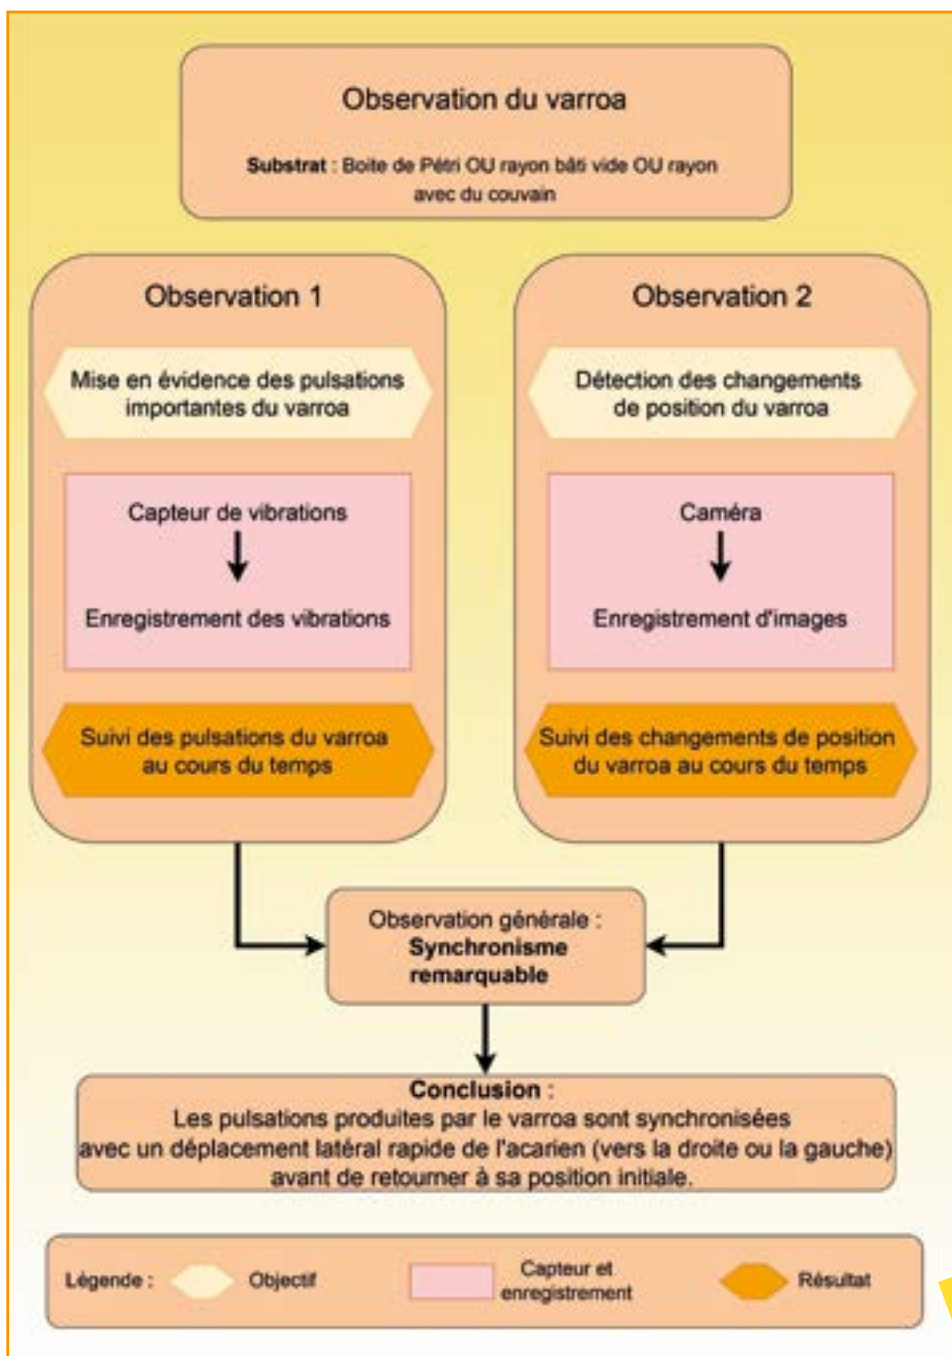 Observation du varroa
Substrat : Boite de Pétri OU rayon bâti vide OU rayon
avec du couvain
Observation 1
Mise en évidence des pulsations
importantes du varroa
Capteur de vibrations
Enregistrement des vibrations
Suivi des pulsations du varroa
au cours du temps
Observation 2
Détection des changements
de position du varroa
Caméra
Enregistrement d'images
Suivi des changements de position
du varroa au cours du temps
Observation générale :
Synchronisme
remarquable
Conclusion :
Les pulsations produites par le varroa sont synchronisées
avec un déplacement latéral rapide de l'acarien (vers la droite ou la gauche)
avant de retourner à sa position initiale.
Légende :
Objectif
Capteur et
enregistrement
Résultat